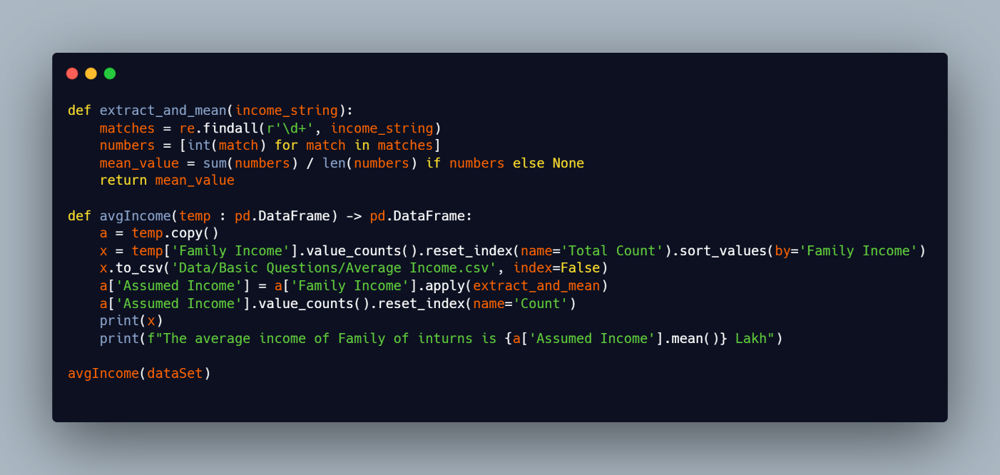 def extract_and_mean(income_string):
    matches = re.findall(r'\d+', income_string)
    numbers = [int(match) for match in matches]
    mean_value = sum(numbers) / len(numbers) if numbers else None
    return mean_value

def avgIncome(temp : pd.DataFrame) -> pd.DataFrame:
    a = temp.copy()
    x = temp['Family Income'].value_counts().reset_index(name='Total Count').sort_values(by='Family Income')
    x.to_csv('Data/Basic Questions/Average Income.csv', index=False)
    a['Assumed Income'] = a['Family Income'].apply(extract_and_mean)
    a['Assumed Income'].value_counts().reset_index(name='Count')
    print(x)
    print(f"The average income of Family of inturns is {a['Assumed Income'].mean()} Lakh")

avgIncome(dataSet)